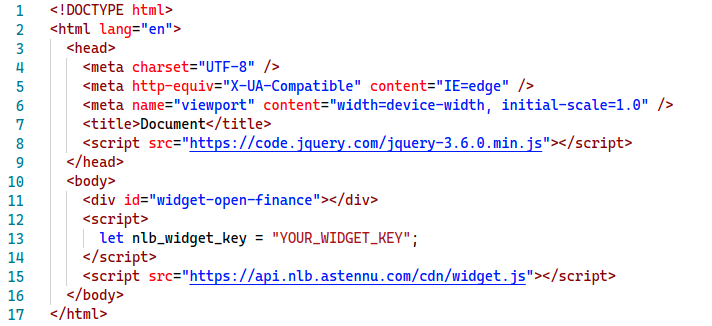 1 <!DOCTYPE html>
2 <html lang="en">
3 <head>
4 <meta charset="UTF-8" />
5 <meta http-equiv="X-UA-Compatible" content="IE=edge" />
6 <meta name="viewport" content="width=device-width, initial-scale=1.0" />
7 <title>Document</title>
8 <script src="https://code.jquery.com/jquery-3.6.0.min.js"></script>
9 </head>
10 <body>
11 <div id="widget-open-finance"></div>
12 <script>
13 let nlb_widget_key = "YOUR_WIDGET_KEY";
14 </script>
15 <script src="https://api.nlb.astennu.com/cdn/widget.js"></script>
16 </body>
17 </html>